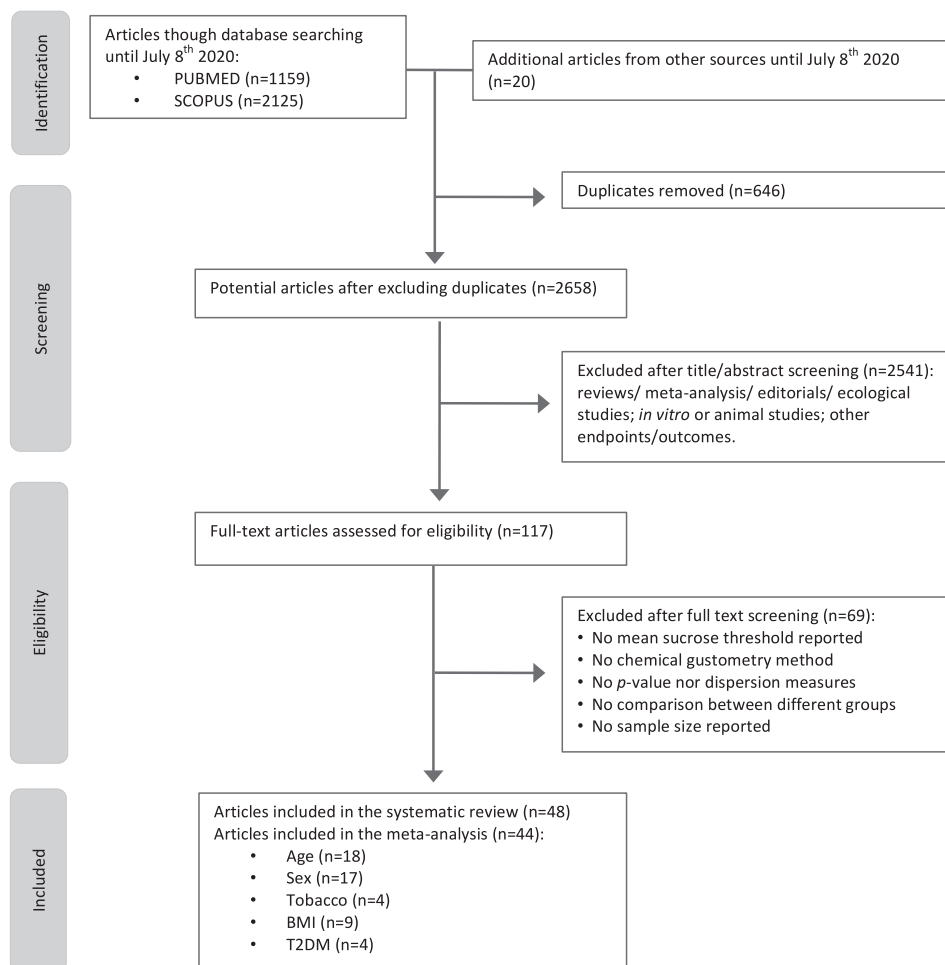 Identification
Articles though database searching
until July 8th 2020:
• PUBMED (n=1159)
• SCOPUS (n=2125)
Additional articles from other sources until July 8th 2020
(n=20)
Duplicates removed (n=646)
Screening
Potential articles after excluding duplicates (n=2658)
Excluded after title/abstract screening (n=2541):
reviews/ meta-analysis/ editorials/ ecological
studies; in vitro or animal studies; other
endpoints/outcomes.
Eligibility
Full-text articles assessed for eligibility (n=117)
Excluded after full text screening (n=69):
• No mean sucrose threshold reported
• No chemical gustometry method
• No p-value nor dispersion measures
• No comparison between different groups
• No sample size reported
Included
Articles included in the systematic review (n=48)
Articles included in the meta-analysis (n=44):
• Age (n=18)
• Sex (n=17)
• Tobacco (n=4)
• BMI (n=9)
• T2DM (n=4)